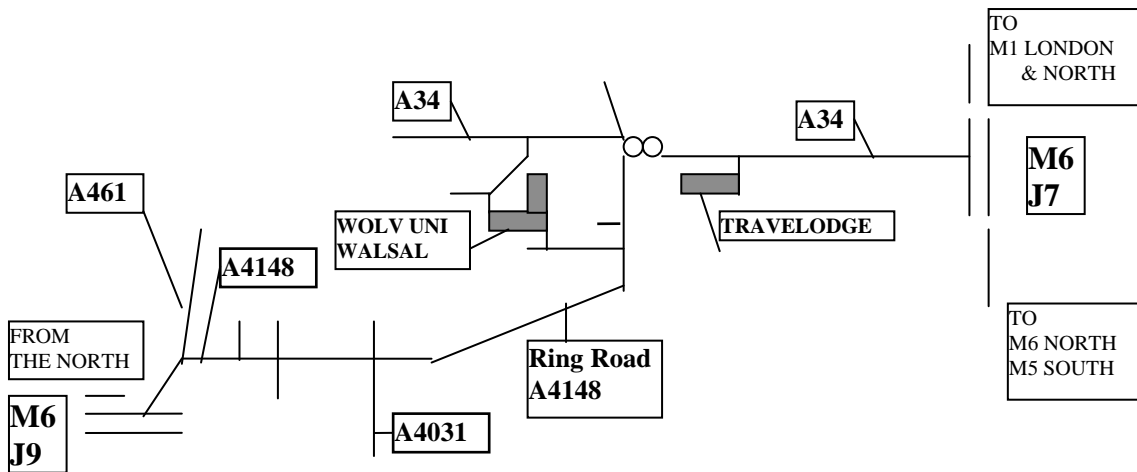 TO
M1 LONDON
& NORTH
A34
A34
M6
J7
A461
WOLV UNI
WALSAL
TRAVELODGE
A4148
FROM
THE NORTH
TO
M6 NORTH
M5 SOUTH
Ring Road
A4148
M6
J9
A4031